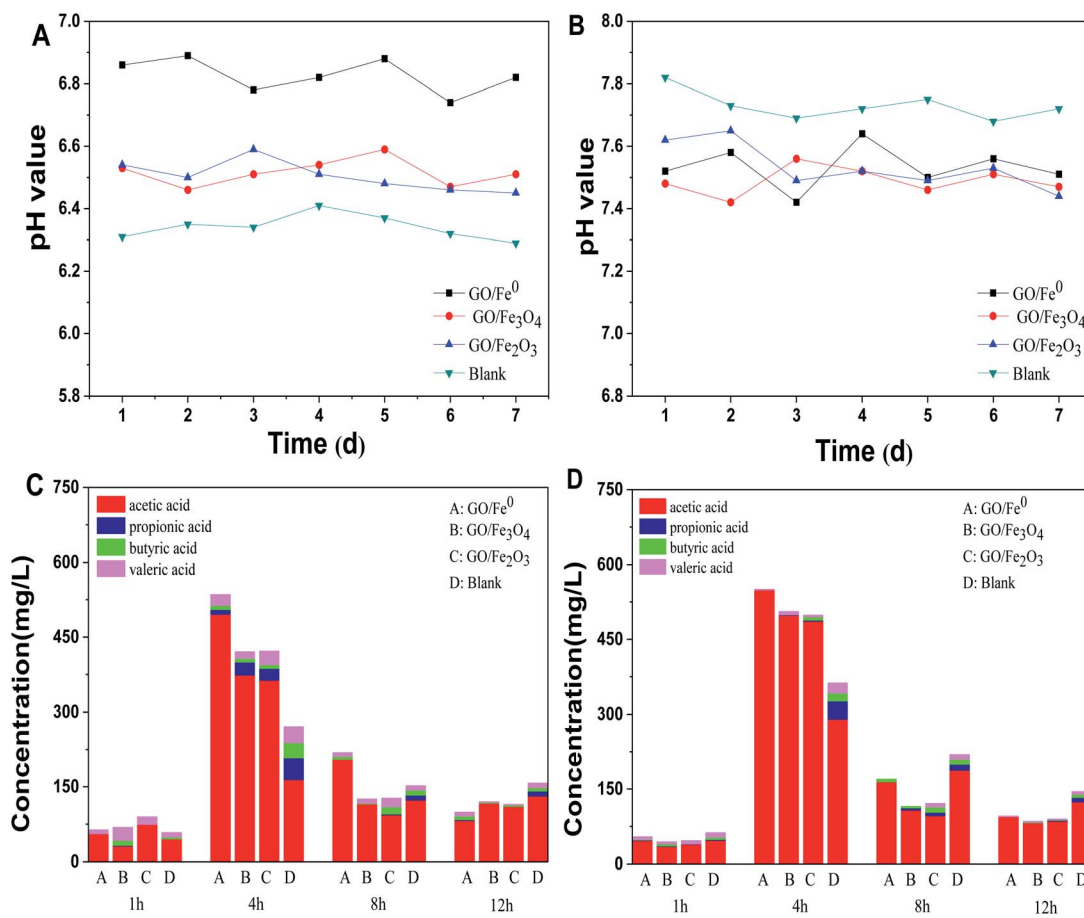 A
7.0
6.8
6.6
6.4
6.2
6.0
5.8
pH value
GO/Fe⁰
GO/Fe₃O₄
GO/Fe₂O₃
Blank
1 2 3 4 5 6 7
Time (d)
B
8.0
7.8
7.6
7.4
7.2
7.0
6.8
pH value
GO/Fe⁰
GO/Fe₃O₄
GO/Fe₂O₃
Blank
1 2 3 4 5 6 7
Time (d)
C
750
600
450
300
150
0
Concentration(mg/L)
acetic acid
propionic acid
butyric acid
valeric acid
A: GO/Fe⁰
B: GO/Fe₃O₄
C: GO/Fe₂O₃
D: Blank
A B C D A B C D A B C D A B C D
1h 4h 8h 12h
D
750
600
450
300
150
0
Concentration(mg/L)
acetic acid
propionic acid
butyric acid
valeric acid
A: GO/Fe⁰
B: GO/Fe₃O₄
C: GO/Fe₂O₃
D: Blank
A B C D A B C D A B C D A B C D
1h 4h 8h 12h